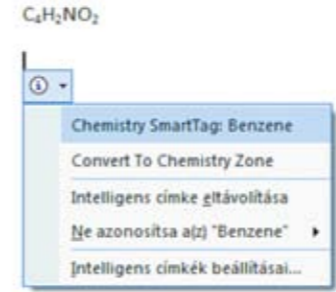 C₄H₂NO₂
Chemistry SmartTag: Benzene
Convert To Chemistry Zone
Intelligens címke eltávolítása
Ne azonosítsa a(z) "Benzene"
Intelligens címkék beállításai...